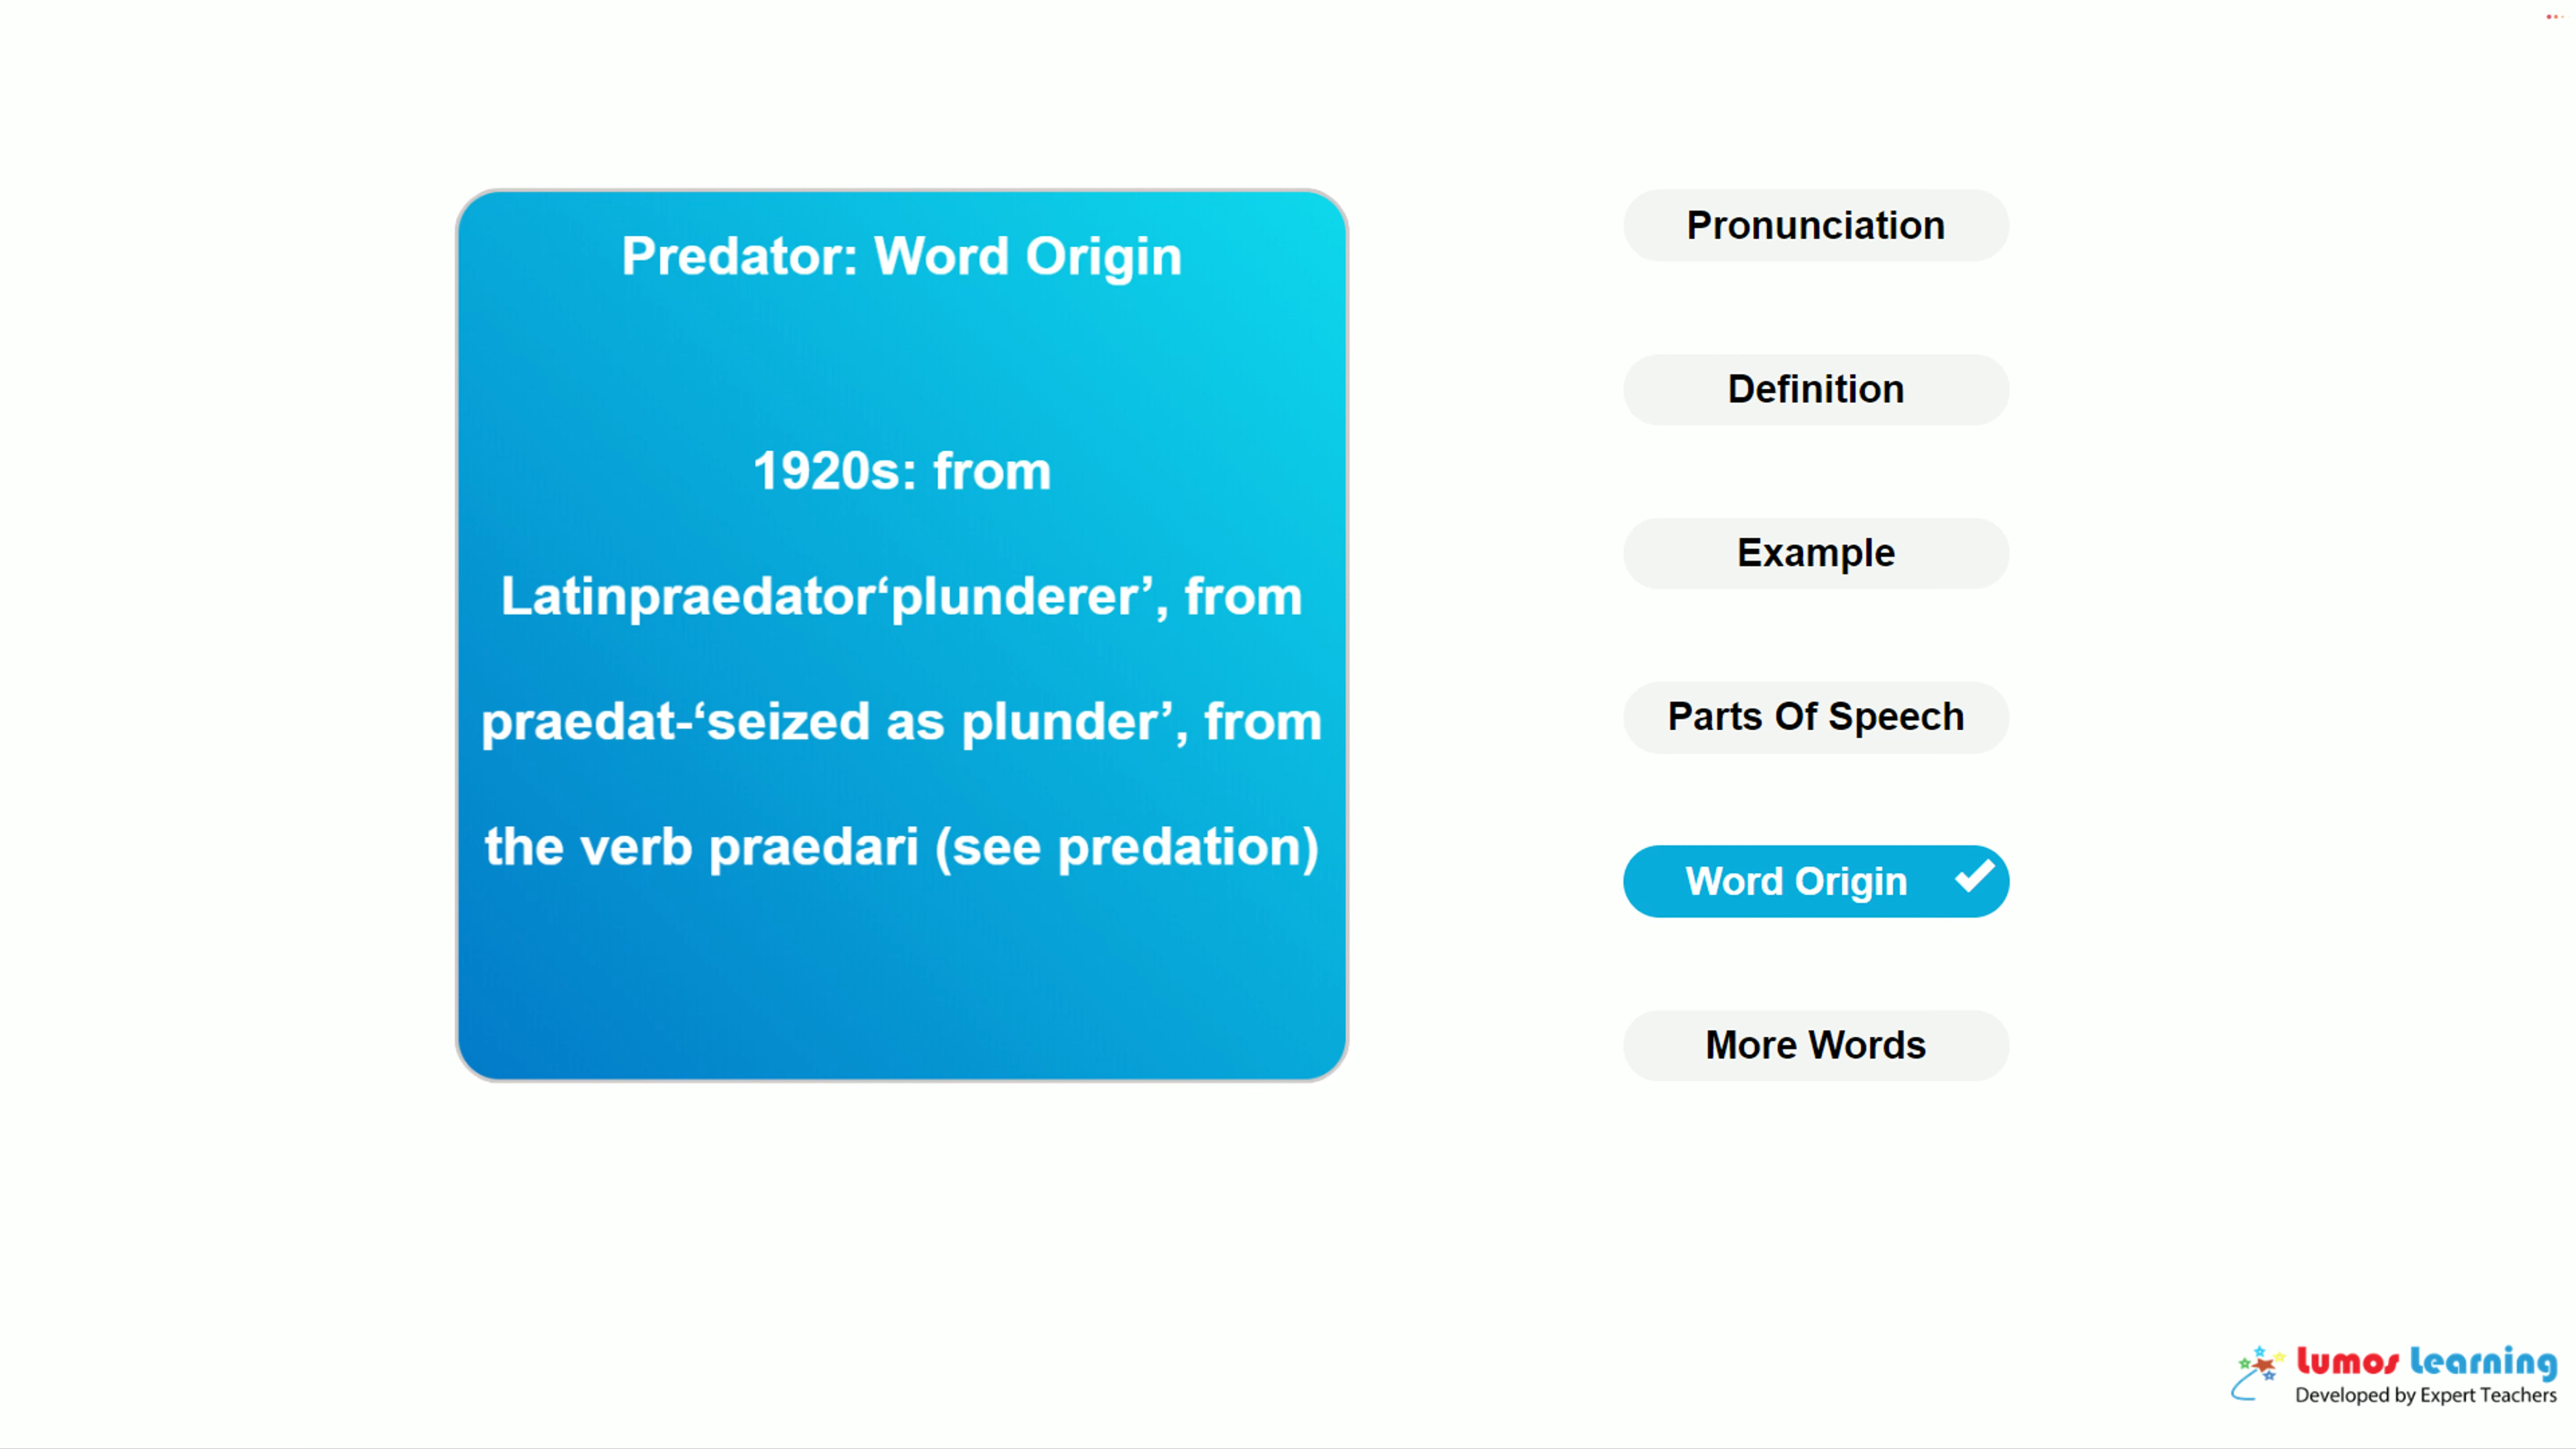 Predator: Word Origin
1920s: from
Latinpraedator‘plunderer’, from
praedat-‘seized as plunder’, from
the verb praedari (see predation)
Pronunciation
Definition
Example
Parts Of Speech
Word Origin
More Words
Lumos Learning
Developed by Expert Teachers